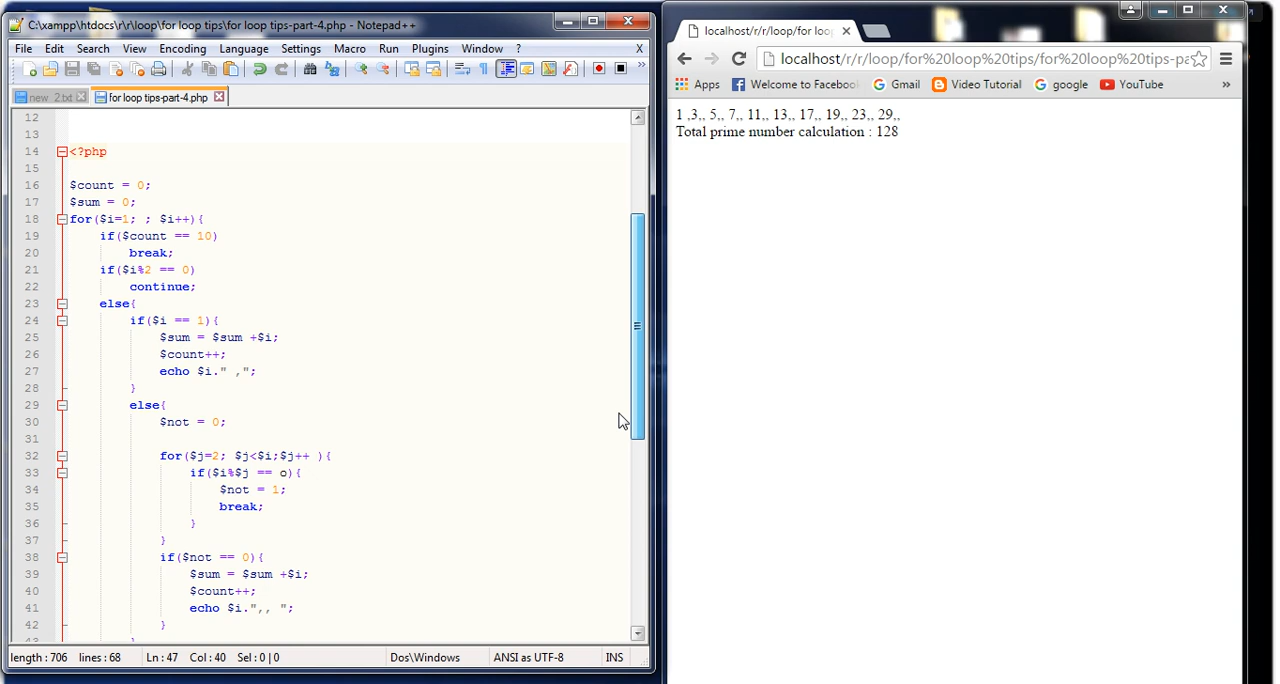 C:\xampp\htdocs\r\r\loop\for loop tips\for loop tips-part-4.php - Notepad++
File Edit Search View Encoding Language Settings Macro Run Plugins Window ? X
new 2.txt for loop tips-part-4.php
12
13
14 <?php
15
16 $count = 0;
17 $sum = 0;
18 for($i=1; ; $i++){
19 if($count == 10)
20 break;
21 if($i%2 == 0)
22 continue;
23 else{
24 if($i == 1){
25 $sum = $sum +$i;
26 $count++;
27 echo $i." ,";
28 }
29 else{
30 $not = 0;
31
32 for($j=2; $j<$i;$j++ ){
33 if($i%$j == o){
34 $not = 1;
35 break;
36 }
37 }
38 if($not == 0){
39 $sum = $sum +$i;
40 $count++;
41 echo $i.",, ";
42 }
43 }
length : 706 lines : 68 Ln : 47 Col : 40 Sel : 0 | 0 Dos\Windows ANSI as UTF-8 INS
localhost/r/r/loop/for loo
localhost/r/r/loop/for%20loop%20tips/for%20loop%20tips-pa
Apps Welcome to Facebook Gmail Video Tutorial google YouTube »
1 ,3,, 5,, 7,, 11,, 13,, 17,, 19,, 23,, 29,,
Total prime number calculation : 128